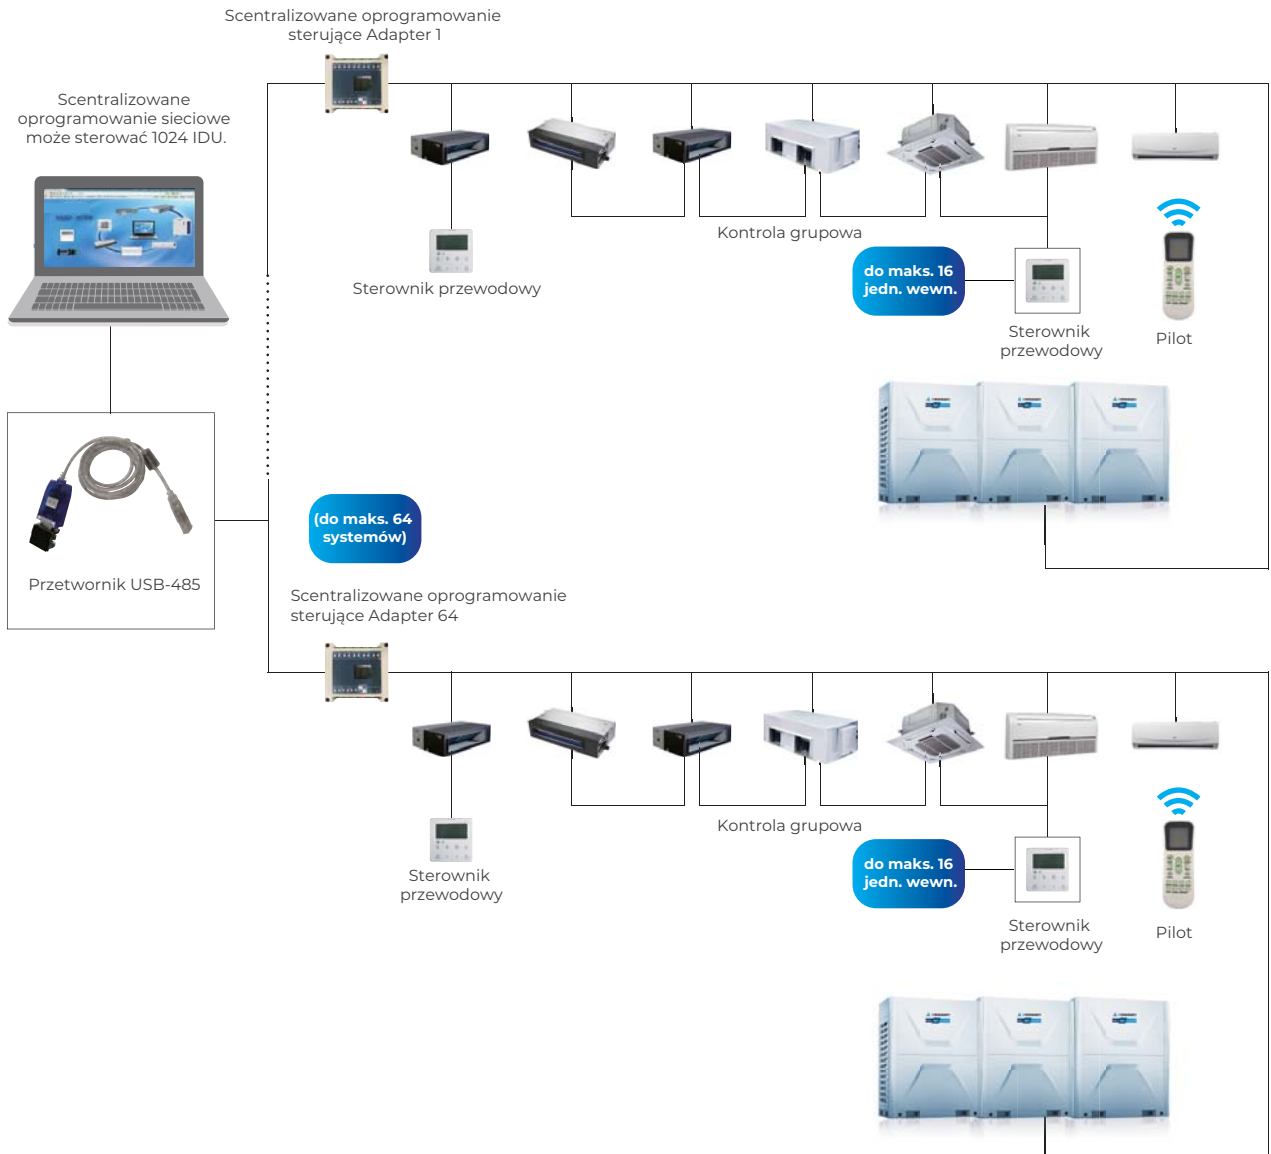 Scentralizowane oprogramowanie
sterujące Adapter 1
Scentralizowane
oprogramowanie sieciowe
może sterować 1024 IDU.
Kontrola grupowa
do maks. 16
jedn. wewn.
Sterownik przewodowy
Sterownik
przewodowy
Pilot
(do maks. 64
systemów)
Przetwornik USB-485
Scentralizowane oprogramowanie
sterujące Adapter 64
Kontrola grupowa
do maks. 16
jedn. wewn.
Sterownik
przewodowy
Sterownik
przewodowy
Pilot